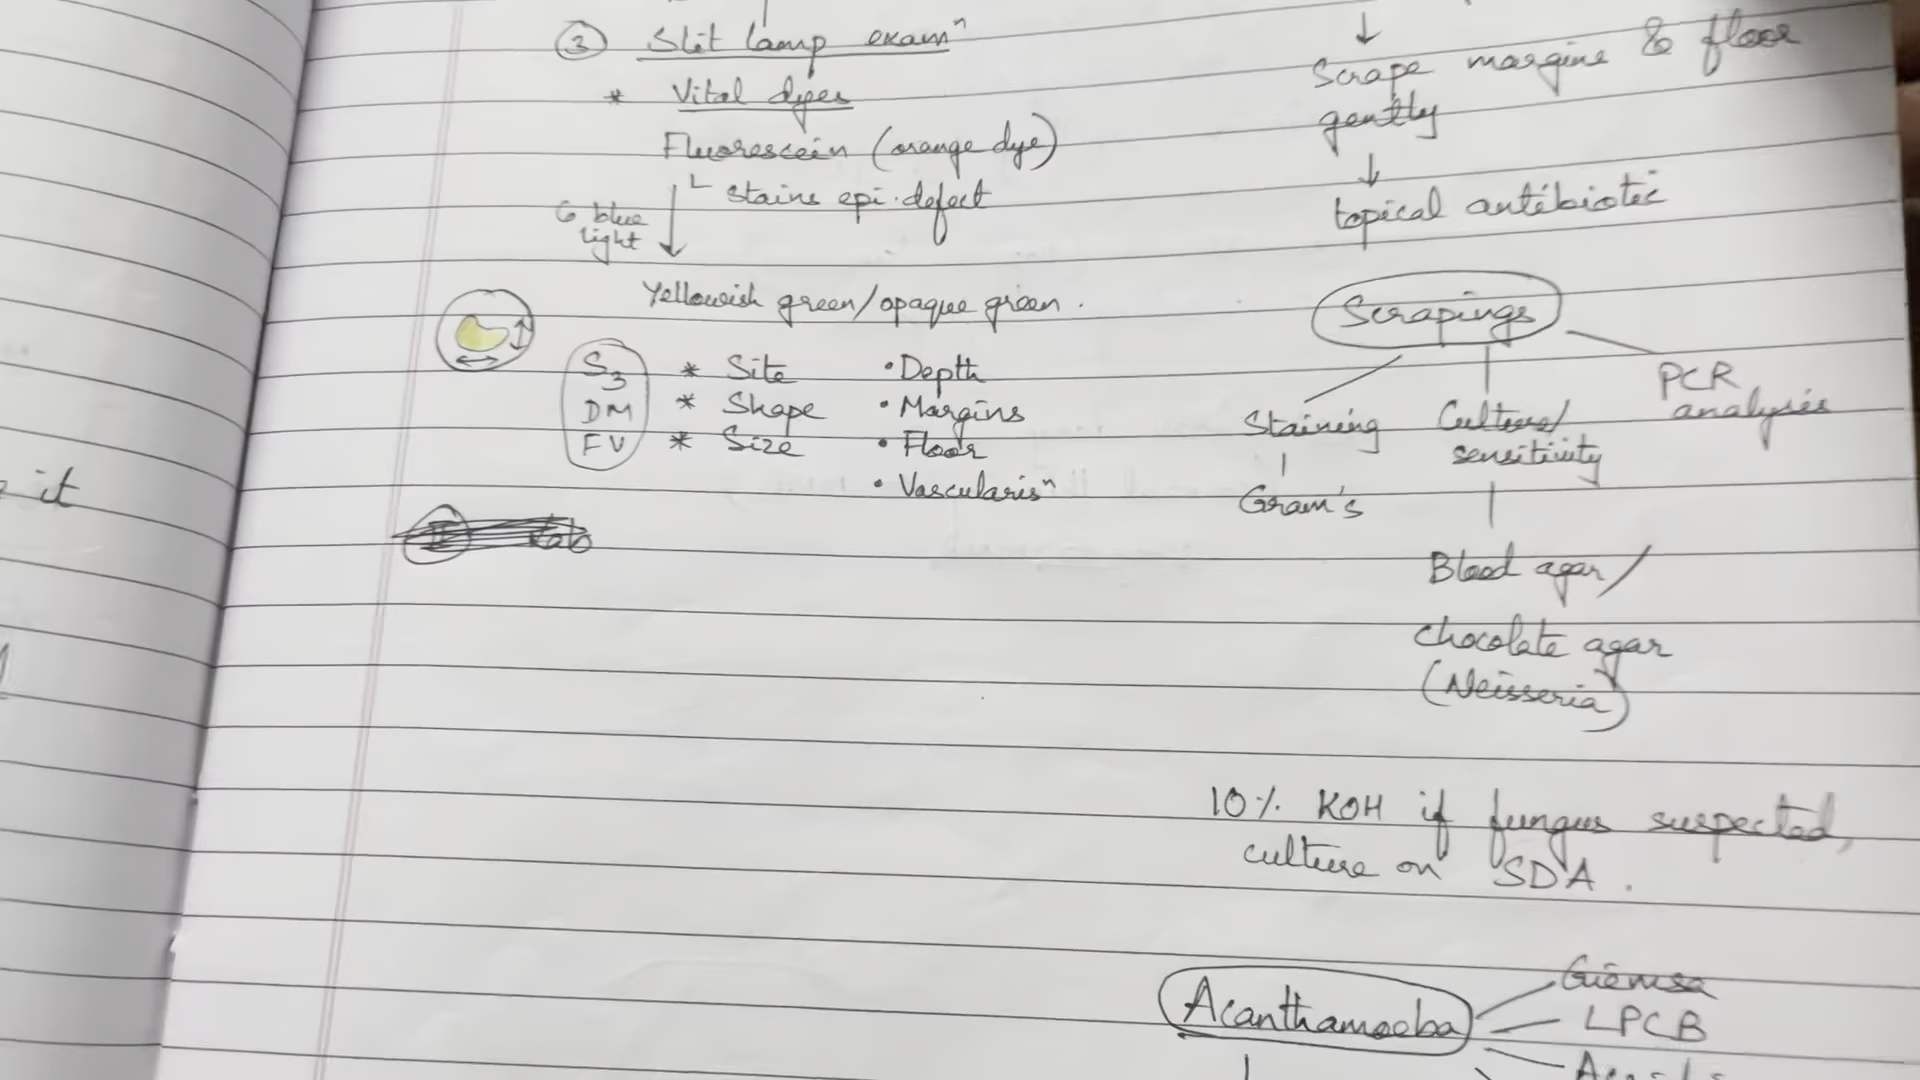 ③ Slit lamp examⁿ
* Vital dyes
Fluorescein (orange dye)
stains epi. defect
blue
light
Yellowish green/opaque green.
S3 * Site • Depth
DM * Shape • Margins
FV * Size • Floor
• Vascularisⁿ
it
Scrape margins & floor
gently
topical antibiotic
Scrapings
PCR
analysis
Staining
Gram's
Culture/
sensitivity
Blood agar/
chocolate agar
(Neisseria)
10% KOH if fungus suspected,
culture on SDA.
Acanthamoeba
Giemsa
LPCB